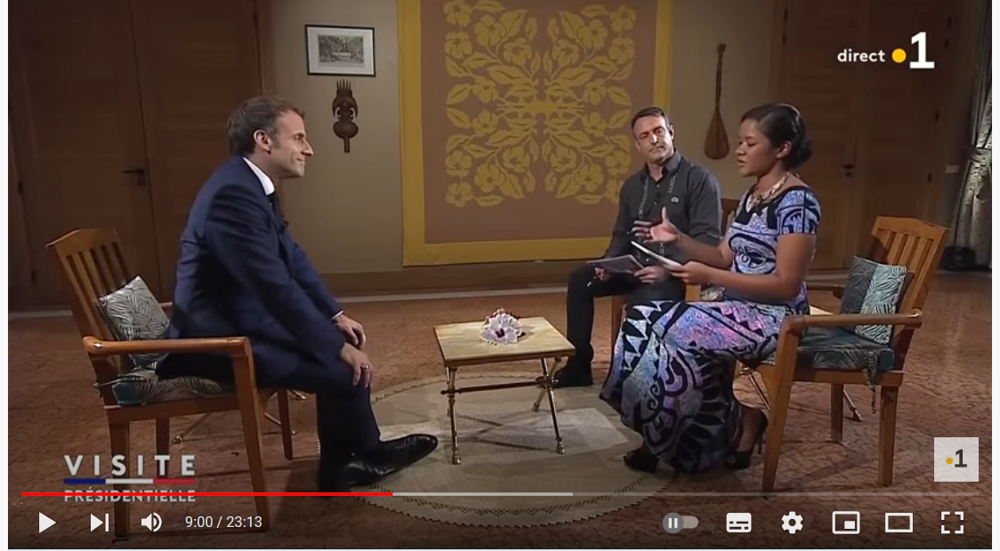 direct 1
VISITE
PRÉSIDENTIELLE
1
9:00 / 23:13